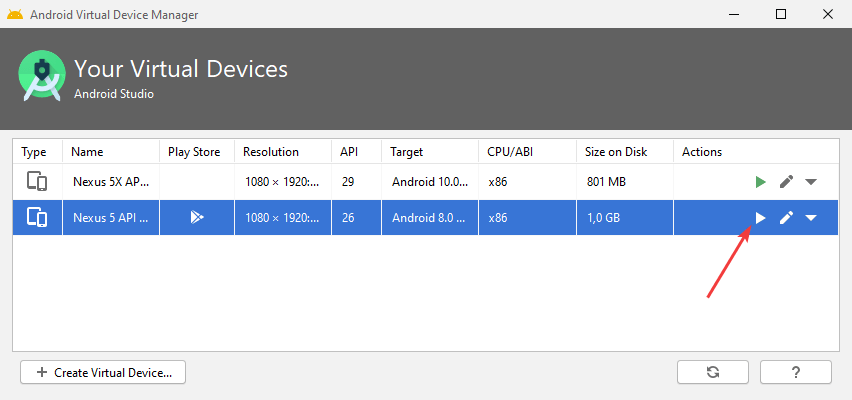 Android Virtual Device Manager
Your Virtual Devices
Android Studio
Type Name Play Store Resolution API Target CPU/ABI Size on Disk Actions
Nexus 5X AP... 1080 × 1920:... 29 Android 10.0... x86 801 MB
Nexus 5 API ... 1080 × 1920:... 26 Android 8.0 ... x86 1,0 GB
+ Create Virtual Device...
?